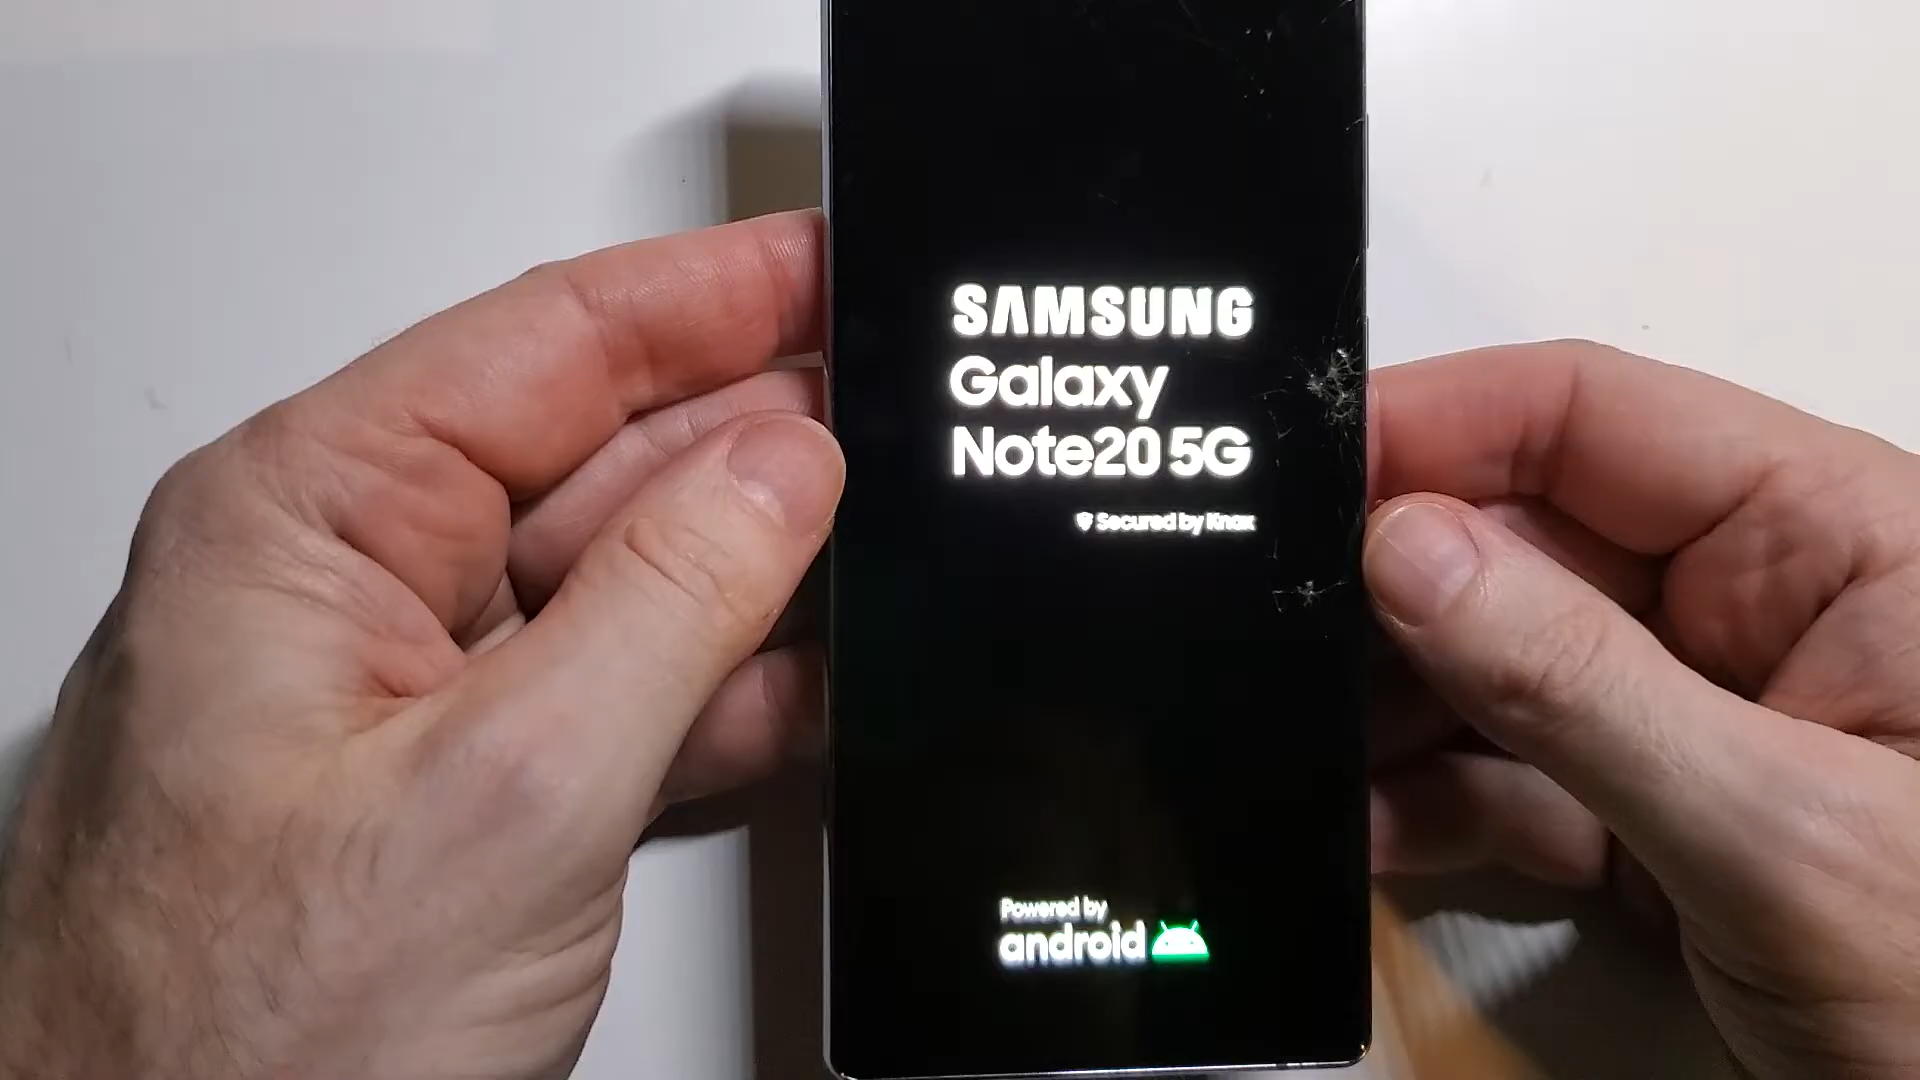 SAMSUNG
Galaxy
Note20 5G
Secured by Knox
Powered by
android